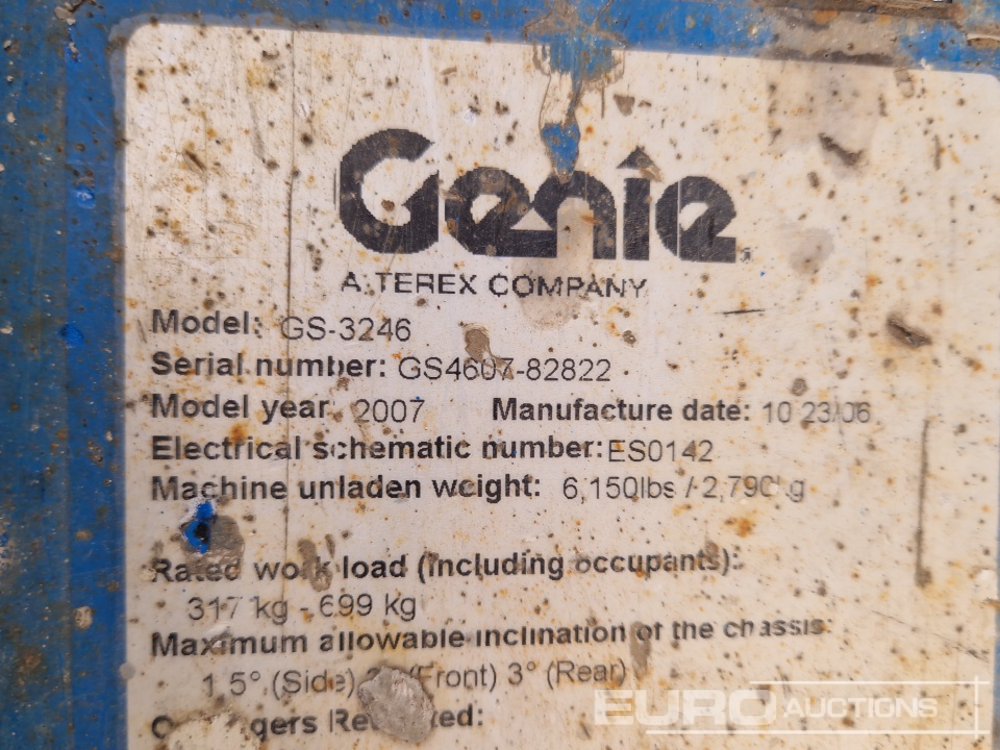 Genie
A TEREX COMPANY
Model: GS-3246
Serial number: GS4607-82822
Model year 2007 Manufacture date: 10 23/06
Electrical schematic number: ES0142
Machine unladen weight: 6,150lbs / 2,790kg
Rated work load (including occupants):
317 kg - 699 kg
Maximum allowable inclination of the chassis:
1 5° (Side) (Front) 3° (Rear)
EURO AUCTIONS